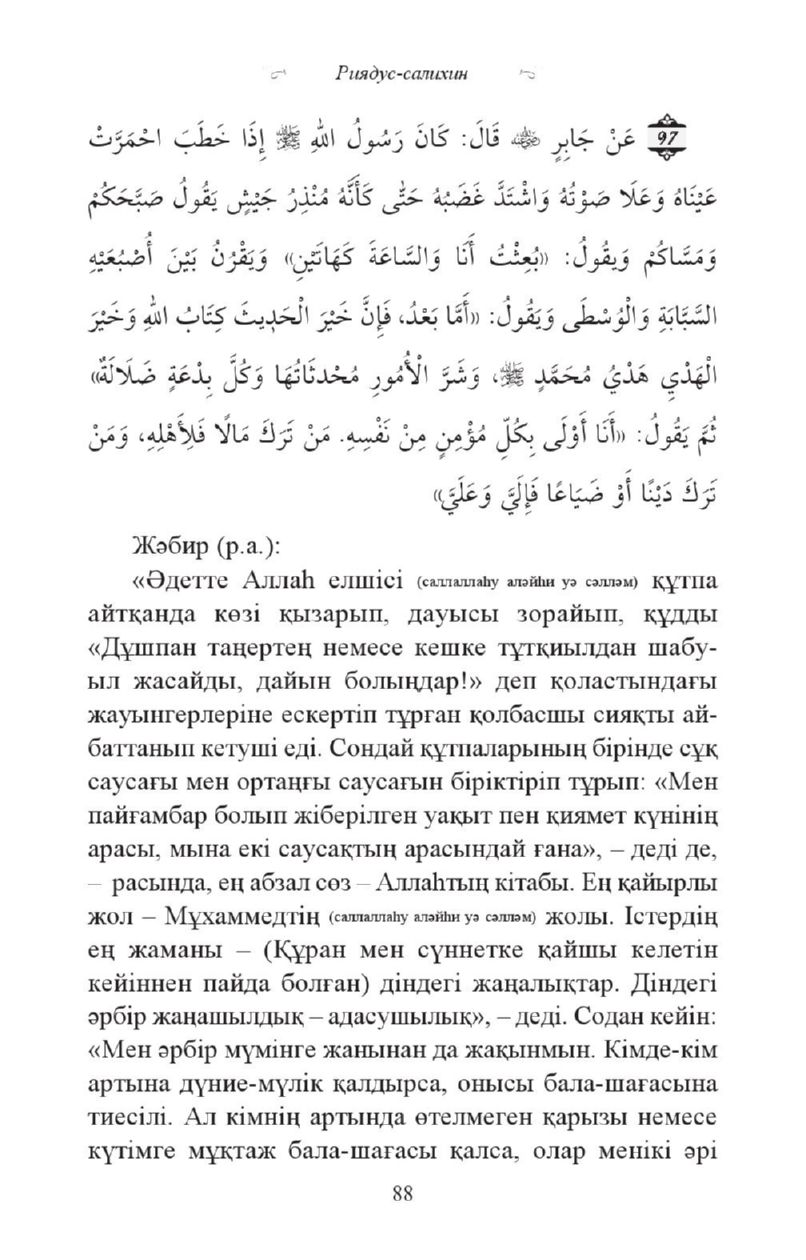 Риядус-салихин
97 عَنْ جَابِرٍ ﵁ قَالَ: كَانَ رَسُولُ اللهِ ﷺ إِذَا خَطَبَ احْمَرَّتْ
عَيْنَاهُ وَعَلَا صَوْتُهُ وَاشْتَدَّ غَضَبُهُ حَتَّى كَأَنَّهُ مُنْذِرُ جَيْشٍ يَقُولُ صَبَّحَكُمْ
وَمَسَّاكُمْ وَيقُولُ: «بُعِثْتُ أَنَا وَالسَّاعَةَ كَهَاتَيْنِ» وَيَقْرُنُ بَيْنَ أُصْبُعَيْهِ
السَّبَّابَةِ وَالْوُسْطَى وَيَقُولُ: «أَمَّا بَعْدُ، فَإِنَّ خَيْرَ الْحَدِيثَ كِتَابُ اللهِ وَخَيْرَ
الْهَدْيِ هَدْيُ مُحَمَّدٍ ﷺ، وَشَرَّ الْأُمُورِ مُحْدثَاتُهَا وَكُلَّ بِدْعَةٍ ضَلَالَةٌ»
ثُمَّ يَقُولُ: «أَنَا أَوْلَى بِكُلِّ مُؤْمِنٍ مِنْ نَفْسِهِ. مَنْ تَرَكَ مَالًا فَلِأَهْلِهِ، وَمَنْ
تَرَكَ دَيْنًا أَوْ ضَيَاعًا فَإِلَيَّ وَعَلَيَّ»
Жәбир (р.а.):
«Әдетте Аллаһ елшісі (саллаллаһу аләйһи уә сәлләм) құтпа
айтқанда көзі қызарып, дауысы зорайып, құдды
«Дұшпан таңертең немесе кешке тұтқиылдан шабу-
ыл жасайды, дайын болыңдар!» деп қоластындағы
жауынгерлеріне ескертіп тұрған қолбасшы сияқты ай-
баттанып кетуші еді. Сондай құтпаларының бірінде сұқ
саусағы мен ортаңғы саусағын біріктіріп тұрып: «Мен
пайғамбар болып жіберілген уақыт пен қиямет күнінің
арасы, мына екі саусақтың арасындай ғана», – деді де,
– расында, ең абзал сөз – Аллаһтың кітабы. Ең қайырлы
жол – Мұхаммедтің (саллаллаһу аләйһи уә сәлләм) жолы. Істердің
ең жаманы – (Құран мен сүннетке қайшы келетін
кейіннен пайда болған) діндегі жаңалықтар. Діндегі
әрбір жаңашылдық – адасушылық», – деді. Содан кейін:
«Мен әрбір мүмінге жанынан да жақынмын. Кімде-кім
артына дүние-мүлік қалдырса, онысы бала-шағасына
тиесілі. Ал кімнің артында өтелмеген қарызы немесе
күтімге мұқтаж бала-шағасы қалса, олар менікі әрі
88